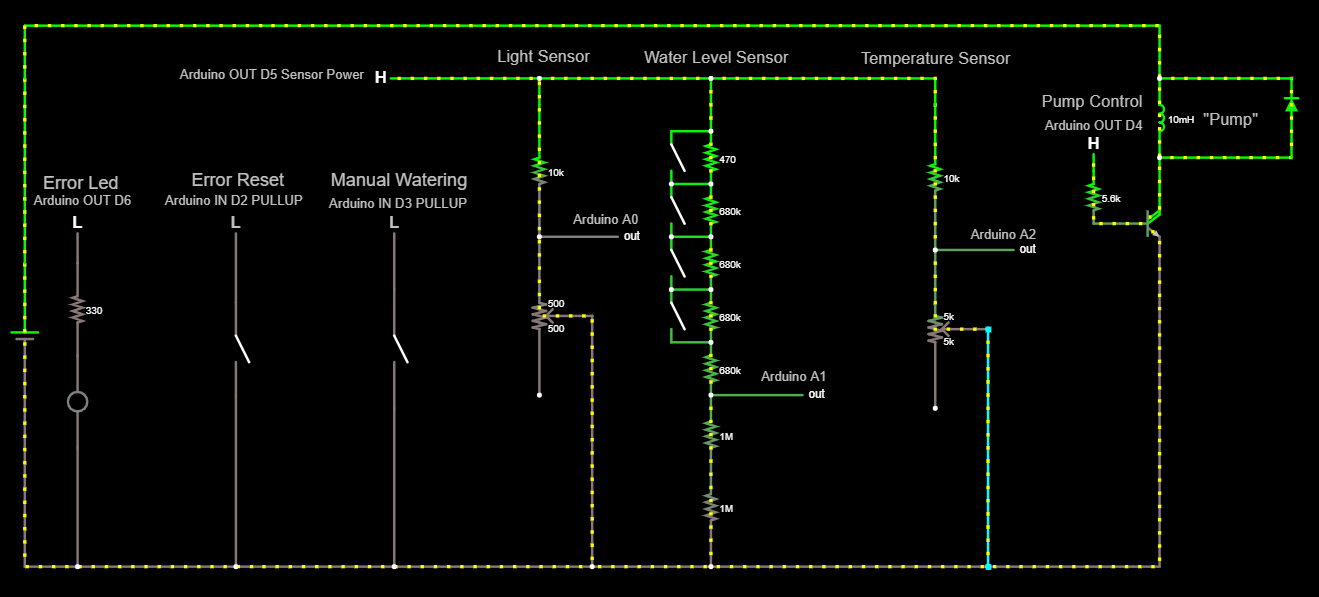 Light Sensor
Water Level Sensor
Temperature Sensor
Arduino OUT D5 Sensor Power H
Pump Control
Arduino OUT D4
H
10mH "Pump"
470
10k
10k
Error Led
Arduino OUT D6
L
Error Reset
Arduino IN D2 PULLUP
L
Manual Watering
Arduino IN D3 PULLUP
L
5.6k
680k
Arduino A0
out
Arduino A2
out
680k
500
500
330
680k
5k
5k
680k
Arduino A1
out
1M
1M